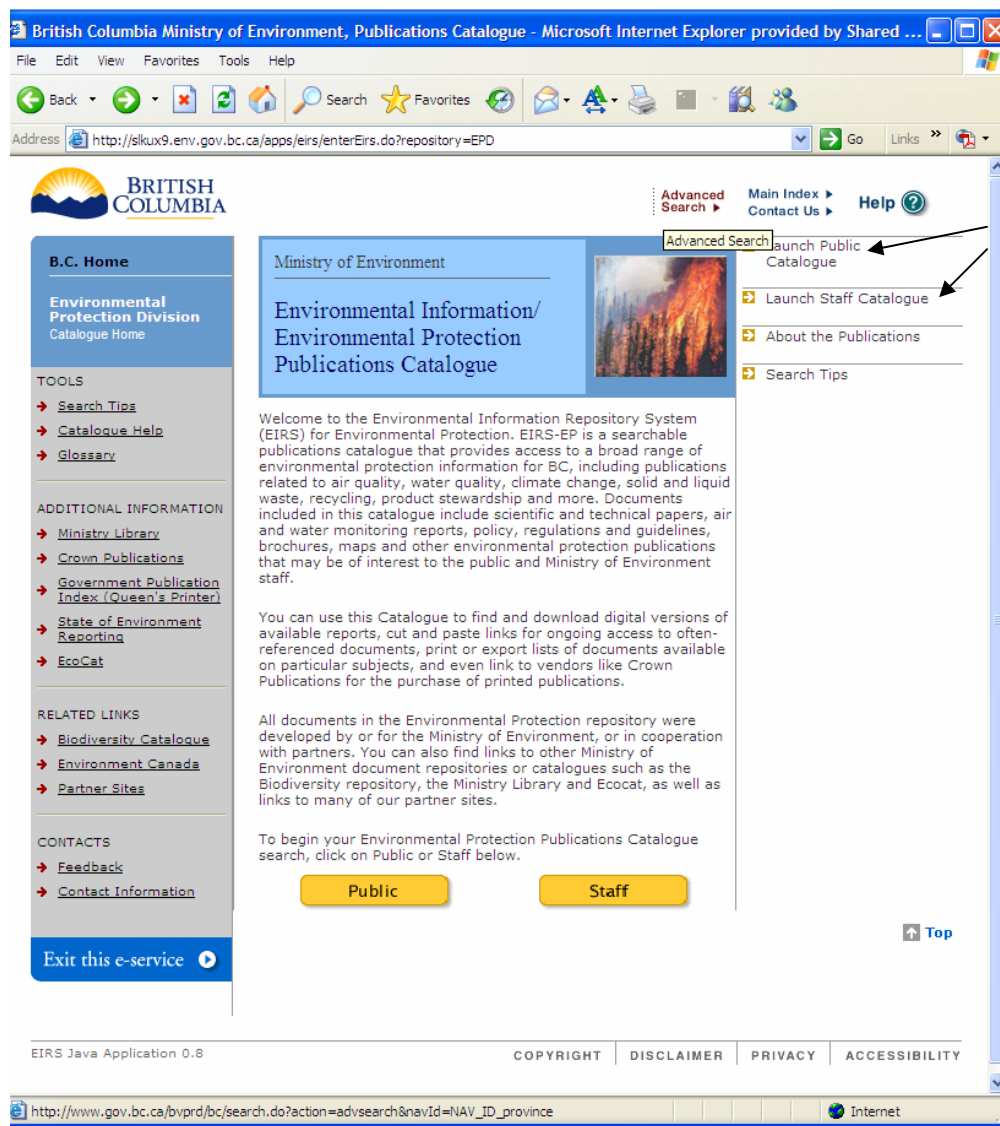 British Columbia Ministry of Environment, Publications Catalogue - Microsoft Internet Explorer provided by Shared ...
File Edit View Favorites Tools Help
Back Search Favorites
Address http://slkux9.env.gov.bc.ca/apps/eirs/enterEirs.do?repository=EPD Go Links »
BRITISH
COLUMBIA
Advanced
Search
Main Index
Contact Us
Help ?
Advanced Search
B.C. Home
Environmental
Protection Division
Catalogue Home
TOOLS
Search Tips
Catalogue Help
Glossary
ADDITIONAL INFORMATION
Ministry Library
Crown Publications
Government Publication
Index (Queen's Printer)
State of Environment
Reporting
EcoCat
RELATED LINKS
Biodiversity Catalogue
Environment Canada
Partner Sites
CONTACTS
Feedback
Contact Information
Exit this e-service
Ministry of Environment
Environmental Information/
Environmental Protection
Publications Catalogue
Welcome to the Environmental Information Repository System
(EIRS) for Environmental Protection. EIRS-EP is a searchable
publications catalogue that provides access to a broad range of
environmental protection information for BC, including publications
related to air quality, water quality, climate change, solid and liquid
waste, recycling, product stewardship and more. Documents
included in this catalogue include scientific and technical papers, air
and water monitoring reports, policy, regulations and guidelines,
brochures, maps and other environmental protection publications
that may be of interest to the public and Ministry of Environment
staff.
You can use this Catalogue to find and download digital versions of
available reports, cut and paste links for ongoing access to often-
referenced documents, print or export lists of documents available
on particular subjects, and even link to vendors like Crown
Publications for the purchase of printed publications.
All documents in the Environmental Protection repository were
developed by or for the Ministry of Environment, or in cooperation
with partners. You can also find links to other Ministry of
Environment document repositories or catalogues such as the
Biodiversity repository, the Ministry Library and Ecocat, as well as
links to many of our partner sites.
To begin your Environmental Protection Publications Catalogue
search, click on Public or Staff below.
Public Staff
Launch Public
Catalogue
Launch Staff Catalogue
About the Publications
Search Tips
Top
EIRS Java Application 0.8
COPYRIGHT DISCLAIMER PRIVACY ACCESSIBILITY
http://www.gov.bc.ca/bvprd/bc/search.do?action=advsearch&navId=NAV_ID_province Internet